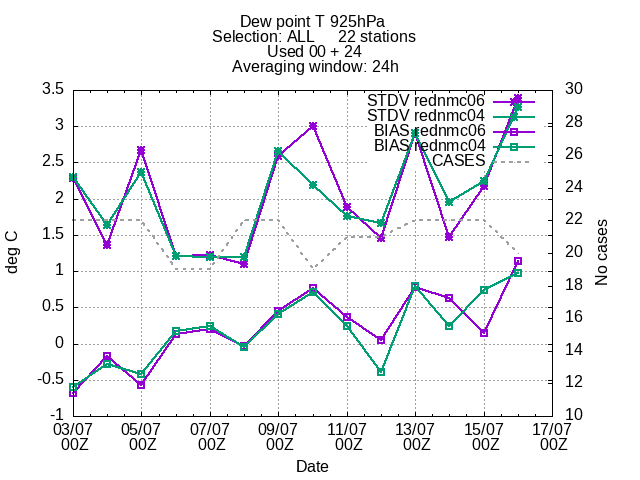 Dew point T 925hPa
Selection: ALL 22 stations
Used 00 + 24
Averaging window: 24h
3.5
3
2.5
2
1.5
1
0.5
0
-0.5
-1
deg C
30
28
26
24
22
20
18
16
14
12
10
No cases
STDV rednmc06
STDV rednmc04
BIAS rednmc06
BIAS rednmc04
CASES
03/07 05/07 07/07 09/07 11/07 13/07 15/07 17/07
00Z 00Z 00Z 00Z 00Z 00Z 00Z 00Z
Date